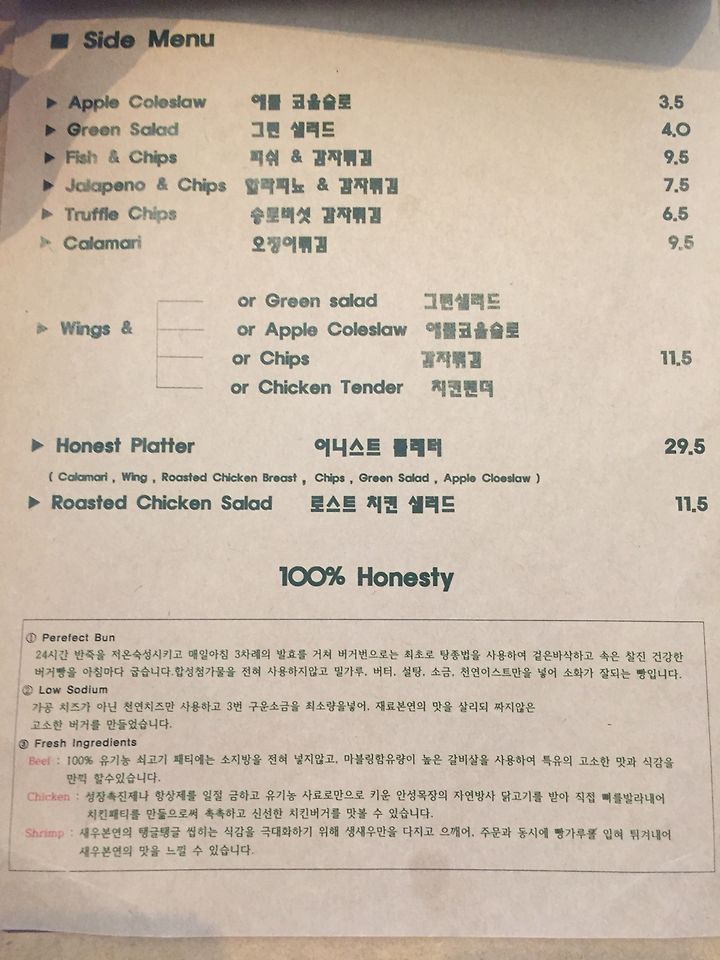 ■ Side Menu
▶ Apple Coleslaw 애플 코울슬로 3.5
▶ Green Salad 그린 샐러드 4.0
▶ Fish & Chips 피쉬 & 감자튀김 9.5
▶ Jalapeno & Chips 할라피뇨 & 감자튀김 7.5
▶ Truffle Chips 송로버섯 감자튀김 6.5
▶ Calamari 오징어튀김 9.5
or Green salad 그린샐러드
▶ Wings & or Apple Coleslaw 애플코울슬로
or Chips 감자튀김 11.5
or Chicken Tender 치킨텐더
▶ Honest Platter 어니스트 플래터 29.5
( Calamari , Wing , Roasted Chicken Breast , Chips , Green Salad , Apple Cloeslaw )
▶ Roasted Chicken Salad 로스트 치킨 샐러드 11.5
100% Honesty
① Perefect Bun
24시간 반죽을 저온숙성시키고 매일아침 3차례의 발효를 거쳐 버거번으로는 최초로 탕종법을 사용하여 겉은바삭하고 속은 찰진 건강한
버거빵을 아침마다 굽습니다.합성첨가물을 전혀 사용하지않고 밀가루, 버터, 설탕, 소금, 천연이스트만을 넣어 소화가 잘되는 빵입니다.
② Low Sodium
가공 치즈가 아닌 천연치즈만 사용하고 3번 구운소금을 최소량을넣어, 재료본연의 맛을 살리되 짜지않은
고소한 버거를 만들었습니다.
③ Fresh Ingredients
Beef : 100% 유기농 쇠고기 패티에는 소지방을 전혀 넣지않고, 마블링함유량이 높은 갈비살을 사용하여 특유의 고소한 맛과 식감을
만끽 할수있습니다.
Chicken : 성장촉진제나 항상제를 일절 금하고 유기농 사료로만으로 키운 안성목장의 자연방사 닭고기를 받아 직접 뼈를발라내어
치킨패티를 만듦으로써 촉촉하고 신선한 치킨버거를 맛볼 수 있습니다.
Shrimp : 새우본연의 탱글탱글 씹히는 식감을 극대화하기 위해 생새우만을 다지고 으깨어, 주문과 동시에 빵가루를 입혀 튀겨내어
새우본연의 맛을 느낄 수 있습니다.